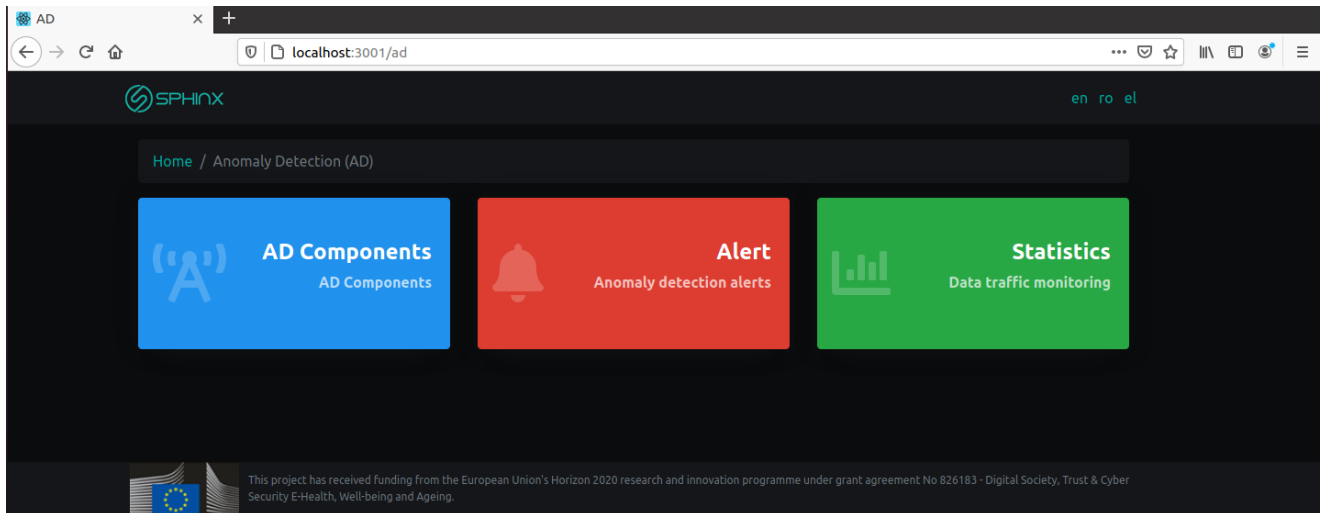 AD
localhost:3001/ad
SPHINX
en ro el
Home / Anomaly Detection (AD)
AD Components
AD Components
Alert
Anomaly detection alerts
Statistics
Data traffic monitoring
This project has received funding from the European Union's Horizon 2020 research and innovation programme under grant agreement No 826183 - Digital Society, Trust & Cyber
Security E-Health, Well-being and Ageing.